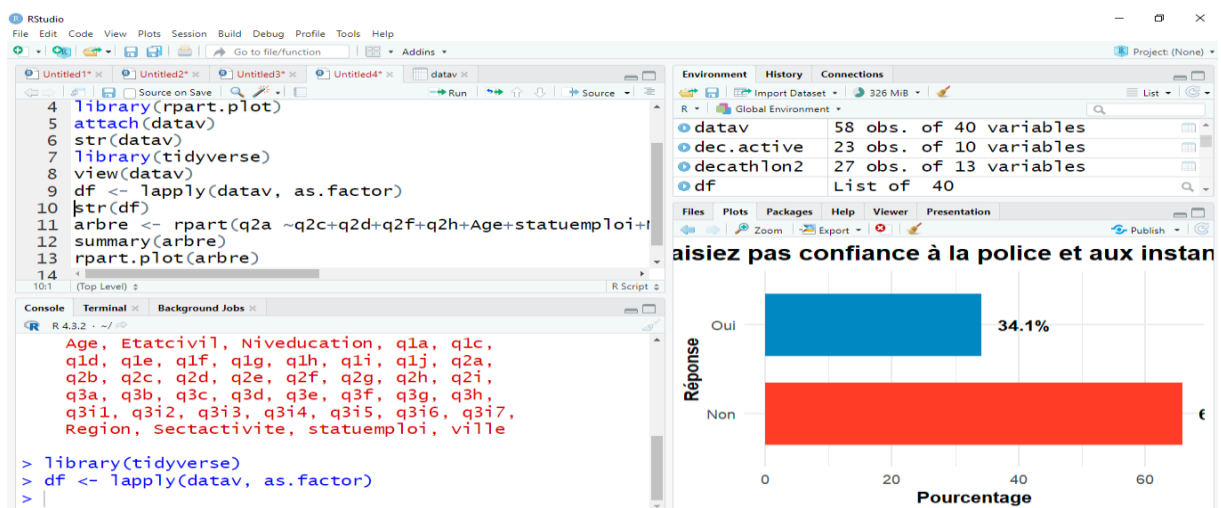 RStudio
File Edit Code View Plots Session Build Debug Profile Tools Help
Go to file/function Addins Project: (None)
Untitled1* Untitled2* Untitled3* Untitled4* datav
Source on Save Run Source
4 library(rpart.plot)
5 attach(datav)
6 str(datav)
7 library(tidyverse)
8 view(datav)
9 df <- lapply(datav, as.factor)
10 str(df)
11 arbre <- rpart(q2a ~q2c+q2d+q2f+q2h+Age+statuemploi+
12 summary(arbre)
13 rpart.plot(arbre)
14
10:1 (Top Level) R Script
Console Terminal Background Jobs
R 4.3.2 · ~/
Age, Etatcivil, Niveducation, q1a, q1c,
q1d, q1e, q1f, q1g, q1h, q1i, q1j, q2a,
q2b, q2c, q2d, q2e, q2f, q2g, q2h, q2i,
q3a, q3b, q3c, q3d, q3e, q3f, q3g, q3h,
q3i1, q3i2, q3i3, q3i4, q3i5, q3i6, q3i7,
Region, Sectactivite, statuemploi, ville
> library(tidyverse)
> df <- lapply(datav, as.factor)
>
Environment History Connections
Import Dataset 326 MiB List
R Global Environment
datav 58 obs. of 40 variables
dec.active 23 obs. of 10 variables
decathlon2 27 obs. of 13 variables
df List of 40
Files Plots Packages Help Viewer Presentation
Zoom Export Publish
aisiez pas confiance à la police et aux instan
Oui 34.1%
Réponse
Non 6
0 20 40 60
Pourcentage